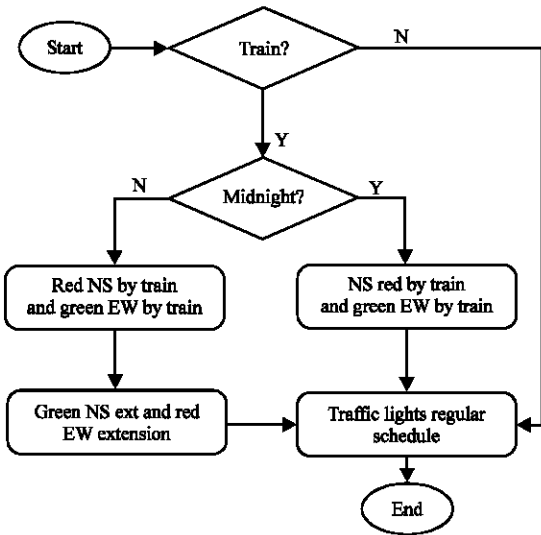 Start
Train?
N
Y
Midnight?
N
Y
Red NS by train
and green EW by train
NS red by train
and green EW by train
Green NS ext and red
EW extension
Traffic lights regular
schedule
End